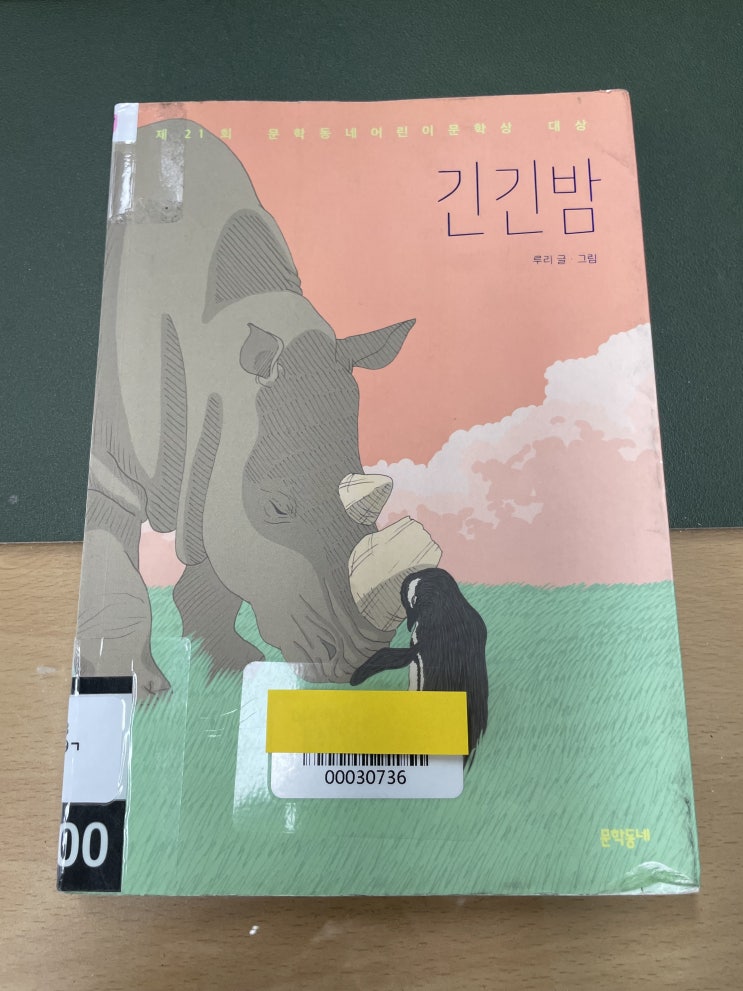 제21회 문학동네어린이문학상 대상
긴긴밤
루리 글·그림
00030736
00
문학동네